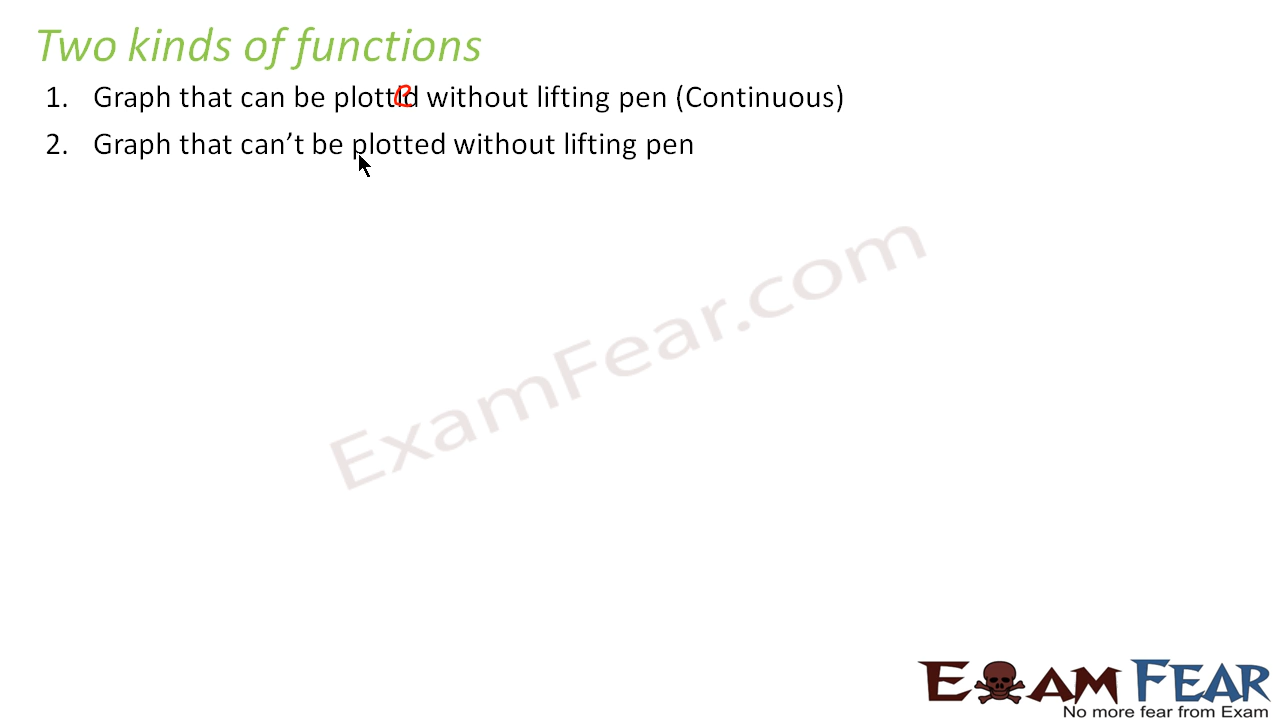 Two kinds of functions
1. Graph that can be plotted without lifting pen (Continuous)
2. Graph that can’t be plotted without lifting pen
ExamFear.com
EXAM FEAR
No more fear from Exam